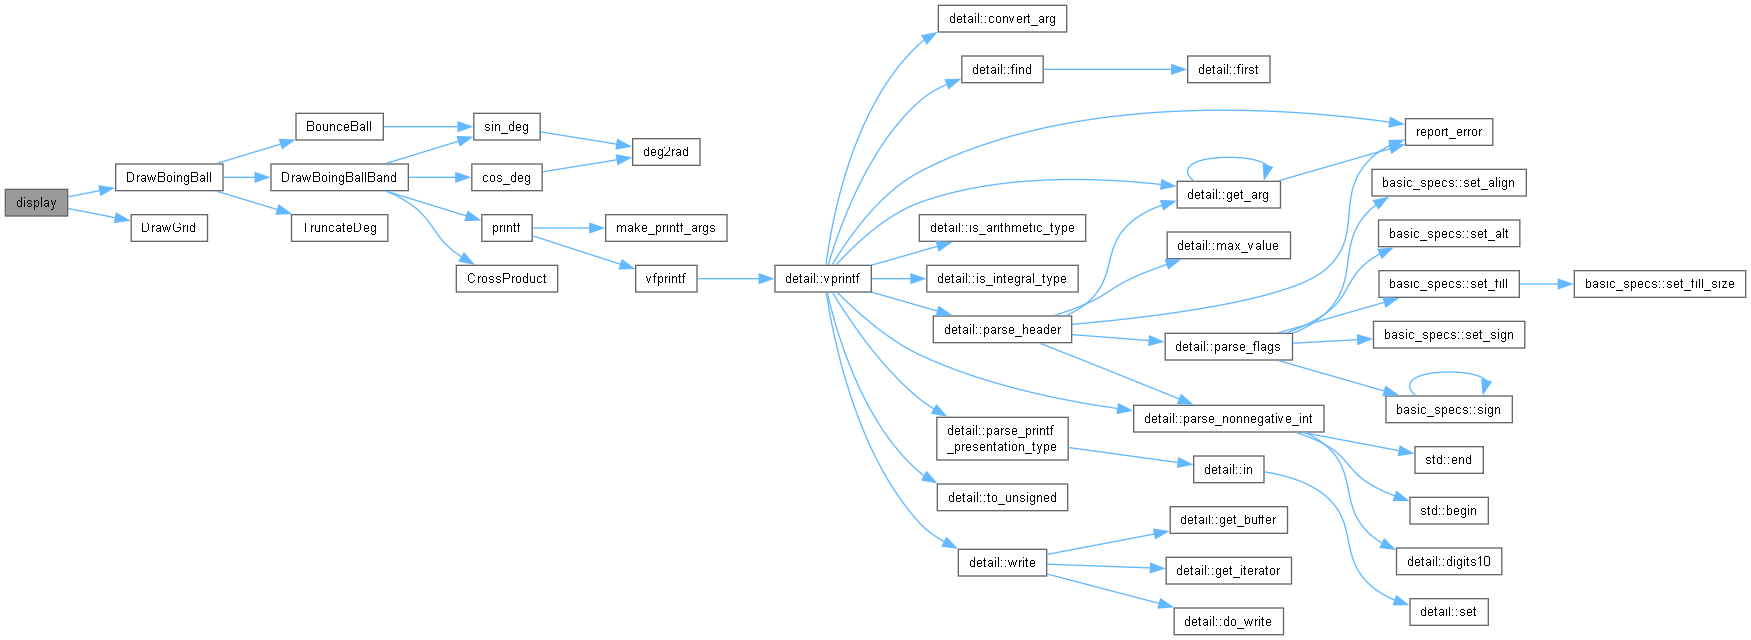 display
DrawBoingBall
DrawGrid
BounceBall
DrawBoingBallBand
TruncateDeg
sin_deg
cos_deg
printf
CrossProduct
deg2rad
make_printf_args
vfprintf
detail::vprintf
detail::convert_arg
detail::find
detail::is_arithmetic_type
detail::is_integral_type
detail::parse_header
detail::parse_printf
_presentation_type
detail::to_unsigned
detail::write
detail::first
detail::get_arg
detail::max_value
detail::parse_flags
detail::parse_nonnegative_int
detail::in
detail::get_buffer
detail::get_iterator
detail::do_write
report_error
basic_specs::set_align
basic_specs::set_alt
basic_specs::set_fill
basic_specs::set_sign
basic_specs::sign
std::end
std::begin
detail::digits10
detail::set
basic_specs::set_fill_size